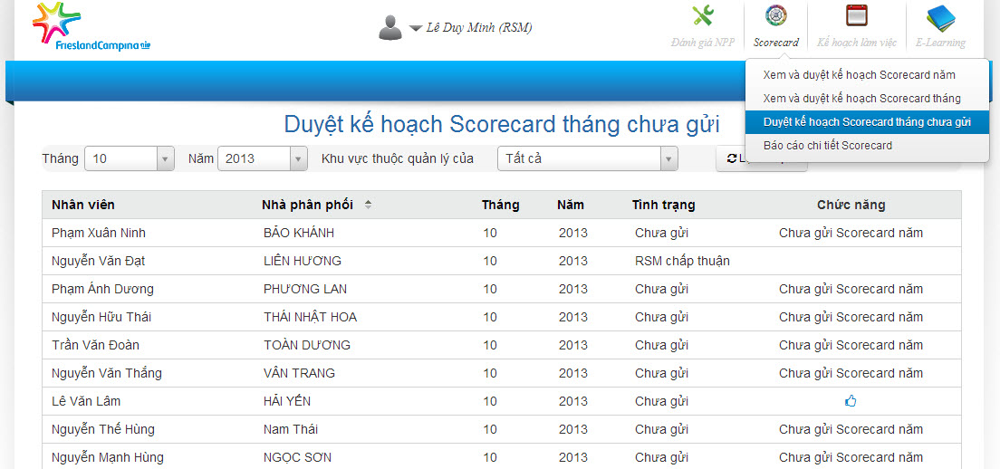 FrieslandCampina
Lê Duy Minh (RSM)
Đánh giá NPP
Scorecard
Kế hoạch làm việc
E-Learning
Xem và duyệt kế hoạch Scorecard năm
Xem và duyệt kế hoạch Scorecard tháng
Duyệt kế hoạch Scorecard tháng chưa gửi
Báo cáo chi tiết Scorecard
Duyệt kế hoạch Scorecard tháng chưa gửi
Tháng 10 Năm 2013 Khu vực thuộc quản lý của Tất cả
Nhân viên Nhà phân phối Tháng Năm Tình trạng Chức năng
Phạm Xuân Ninh BẢO KHÁNH 10 2013 Chưa gửi Chưa gửi Scorecard năm
Nguyễn Văn Đạt LIÊN HƯƠNG 10 2013 RSM chấp thuận
Phạm Ánh Dương PHƯƠNG LAN 10 2013 Chưa gửi Chưa gửi Scorecard năm
Nguyễn Hữu Thái THÁI NHẬT HOA 10 2013 Chưa gửi Chưa gửi Scorecard năm
Trần Văn Đoàn TOÀN DƯƠNG 10 2013 Chưa gửi Chưa gửi Scorecard năm
Nguyễn Văn Thắng VÂN TRANG 10 2013 Chưa gửi Chưa gửi Scorecard năm
Lê Văn Lâm HẢI YẾN 10 2013 Chưa gửi
Nguyễn Thế Hùng Nam Thái 10 2013 Chưa gửi Chưa gửi Scorecard năm
Nguyễn Mạnh Hùng NGỌC SƠN 10 2013 Chưa gửi Chưa gửi Scorecard năm